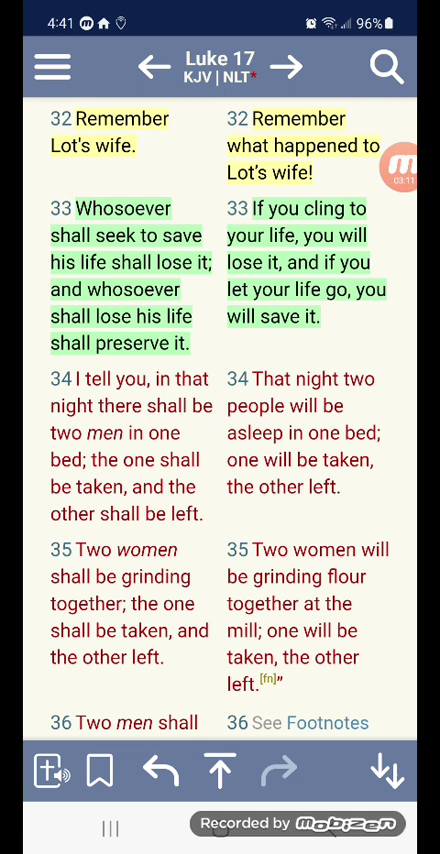 4:41
96%
Luke 17
KJV | NLT*
03:11
32 Remember
Lot's wife.
33 Whosoever
shall seek to save
his life shall lose it;
and whosoever
shall lose his life
shall preserve it.
34 I tell you, in that
night there shall be
two men in one
bed; the one shall
be taken, and the
other shall be left.
35 Two women
shall be grinding
together; the one
shall be taken, and
the other left.
36 Two men shall
32 Remember
what happened to
Lot’s wife!
33 If you cling to
your life, you will
lose it, and if you
let your life go, you
will save it.
34 That night two
people will be
asleep in one bed;
one will be taken,
the other left.
35 Two women will
be grinding flour
together at the
mill; one will be
taken, the other
left.[fn]”
36 See Footnotes
Recorded by mobizen